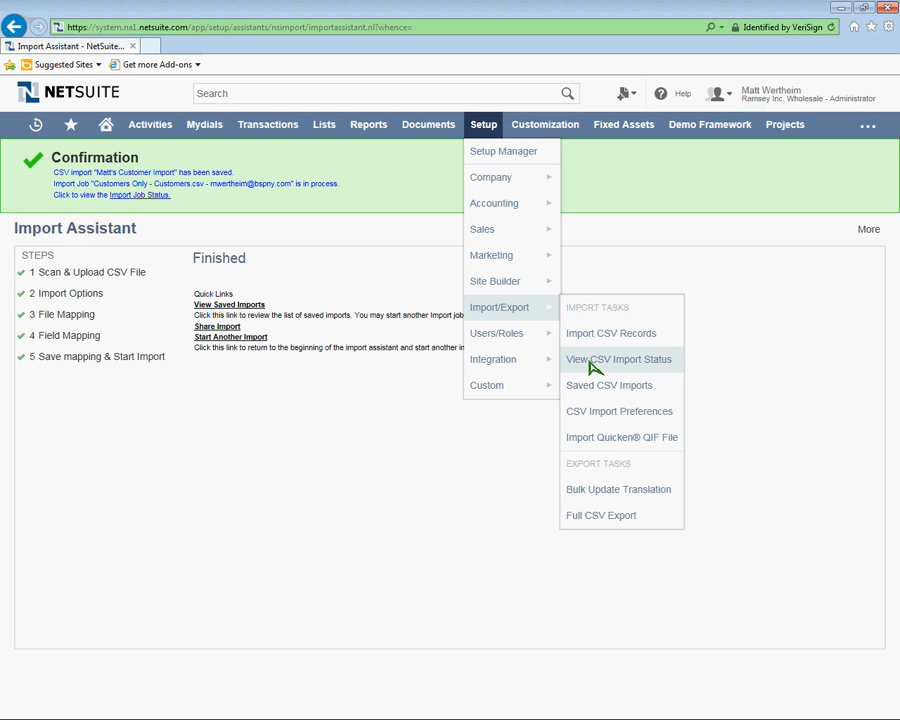 https://system.na1.netsuite.com/app/setup/assistants/nsimport/importassistant.nl?whence=
Identified by VeriSign
Import Assistant - NetSuite...
Suggested Sites
Get more Add-ons
NETSUITE
Search
Help
Matt Wertheim
Ramsey Inc. Wholesale - Administrator
Activities Mydials Transactions Lists Reports Documents Setup Customization Fixed Assets Demo Framework Projects
Confirmation
CSV import "Matt's Customer Import" has been saved.
Import Job "Customers Only - Customers.csv - mwertheim@bspny.com" is in process.
Click to view the Import Job Status.
Import Assistant
More
STEPS
1 Scan & Upload CSV File
2 Import Options
3 File Mapping
4 Field Mapping
5 Save mapping & Start Import
Finished
Quick Links
View Saved Imports
Click this link to review the list of saved imports. You may start another Import job
Share Import
Start Another Import
Click this link to return to the beginning of the import assistant and start another
Setup Manager
Company
Accounting
Sales
Marketing
Site Builder
Import/Export
Users/Roles
Integration
Custom
IMPORT TASKS
Import CSV Records
View CSV Import Status
Saved CSV Imports
CSV Import Preferences
Import Quicken® QIF File
EXPORT TASKS
Bulk Update Translation
Full CSV Export